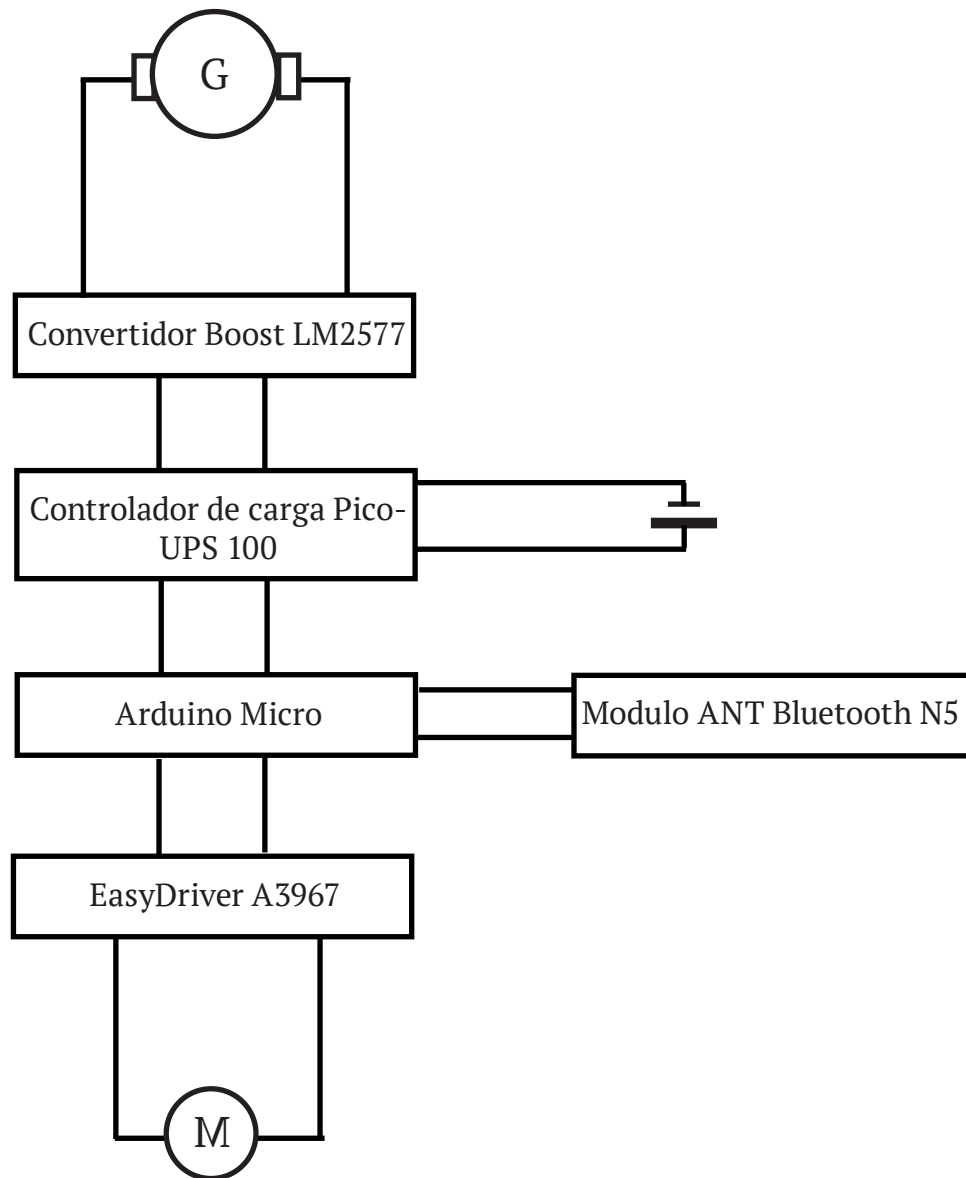 G
Convertidor Boost LM2577
Controlador de carga Pico-
UPS 100
Arduino Micro
Modulo ANT Bluetooth N5
EasyDriver A3967
M